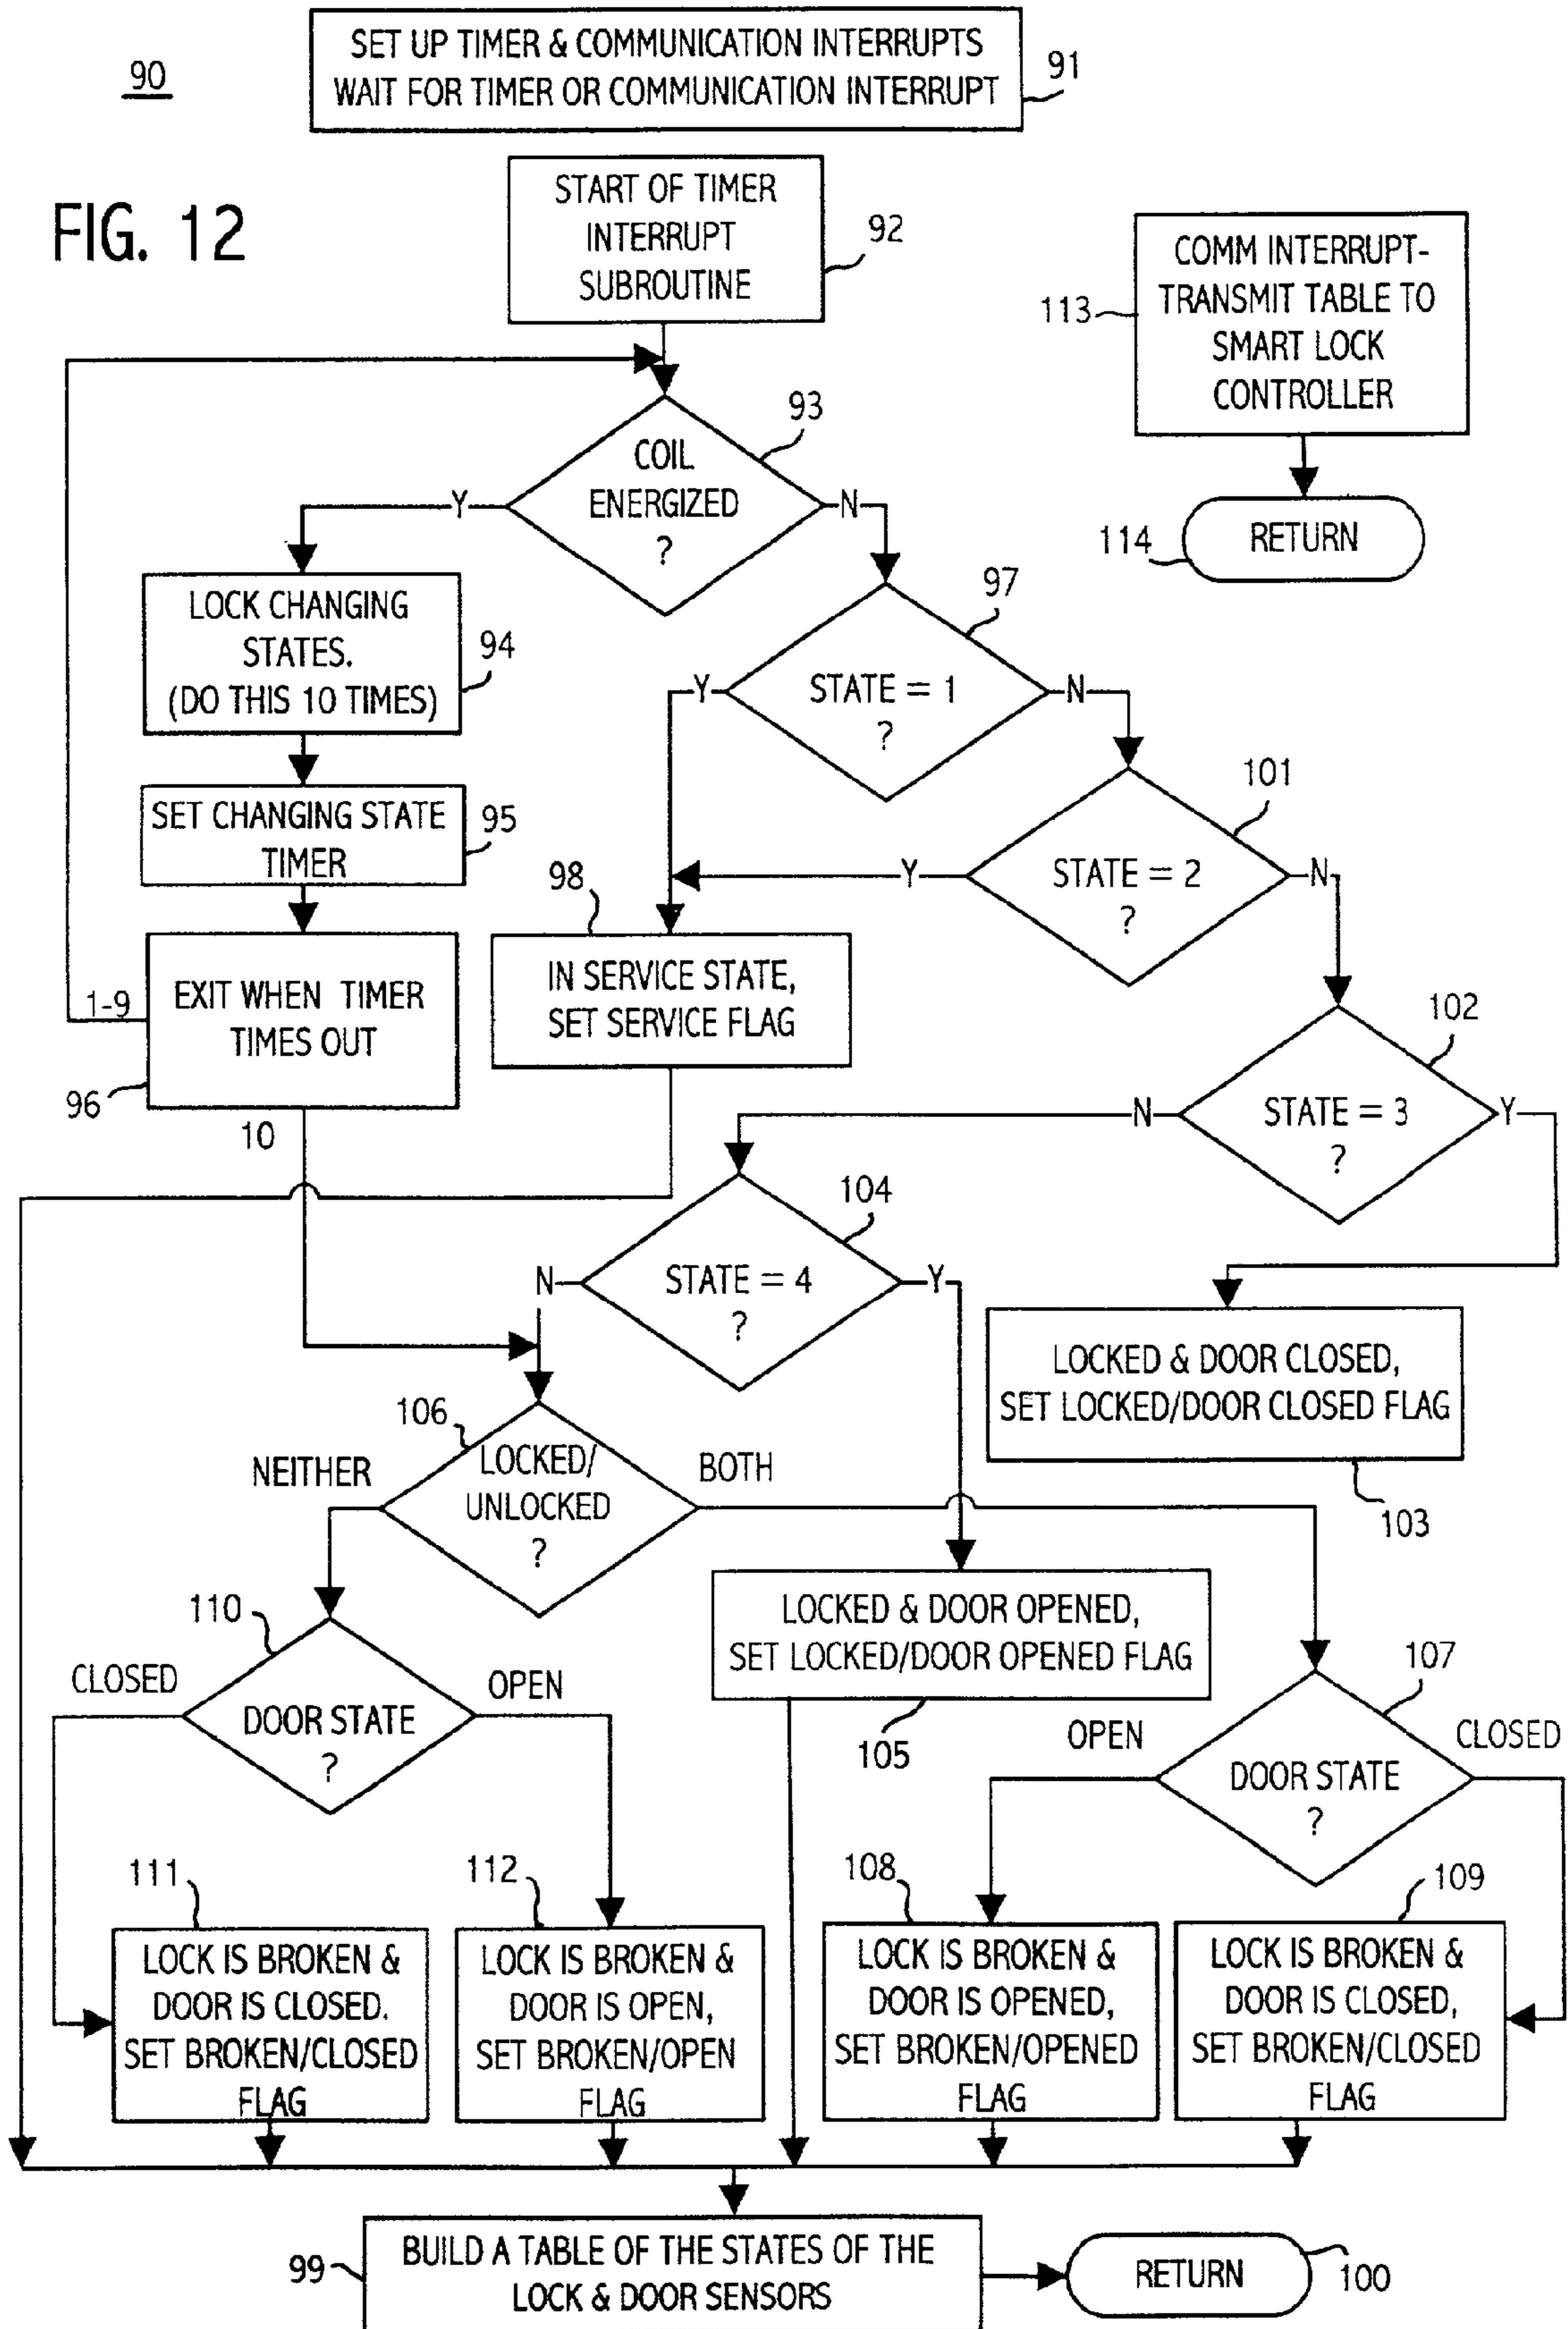 90
SET UP TIMER & COMMUNICATION INTERRUPTS
WAIT FOR TIMER OR COMMUNICATION INTERRUPT
91
FIG. 12
START OF TIMER
INTERRUPT
SUBROUTINE
92
COMM INTERRUPT-
TRANSMIT TABLE TO
SMART LOCK
CONTROLLER
113
RETURN
114
COIL
ENERGIZED
?
93
Y
N
LOCK CHANGING
STATES.
(DO THIS 10 TIMES)
94
STATE = 1
?
97
Y
N
SET CHANGING STATE
TIMER
95
STATE = 2
?
101
Y
N
EXIT WHEN TIMER
TIMES OUT
96
1-9
10
98
IN SERVICE STATE,
SET SERVICE FLAG
STATE = 3
?
102
N
Y
STATE = 4
?
104
N
Y
LOCKED & DOOR CLOSED,
SET LOCKED/DOOR CLOSED FLAG
103
106
LOCKED/
UNLOCKED
?
NEITHER
BOTH
LOCKED & DOOR OPENED,
SET LOCKED/DOOR OPENED FLAG
105
110
DOOR STATE
?
CLOSED
OPEN
107
DOOR STATE
?
OPEN
CLOSED
111
LOCK IS BROKEN &
DOOR IS CLOSED.
SET BROKEN/CLOSED
FLAG
112
LOCK IS BROKEN &
DOOR IS OPEN,
SET BROKEN/OPEN
FLAG
108
LOCK IS BROKEN &
DOOR IS OPENED,
SET BROKEN/OPENED
FLAG
109
LOCK IS BROKEN &
DOOR IS CLOSED,
SET BROKEN/CLOSED
FLAG
99
BUILD A TABLE OF THE STATES OF THE
LOCK & DOOR SENSORS
RETURN
100